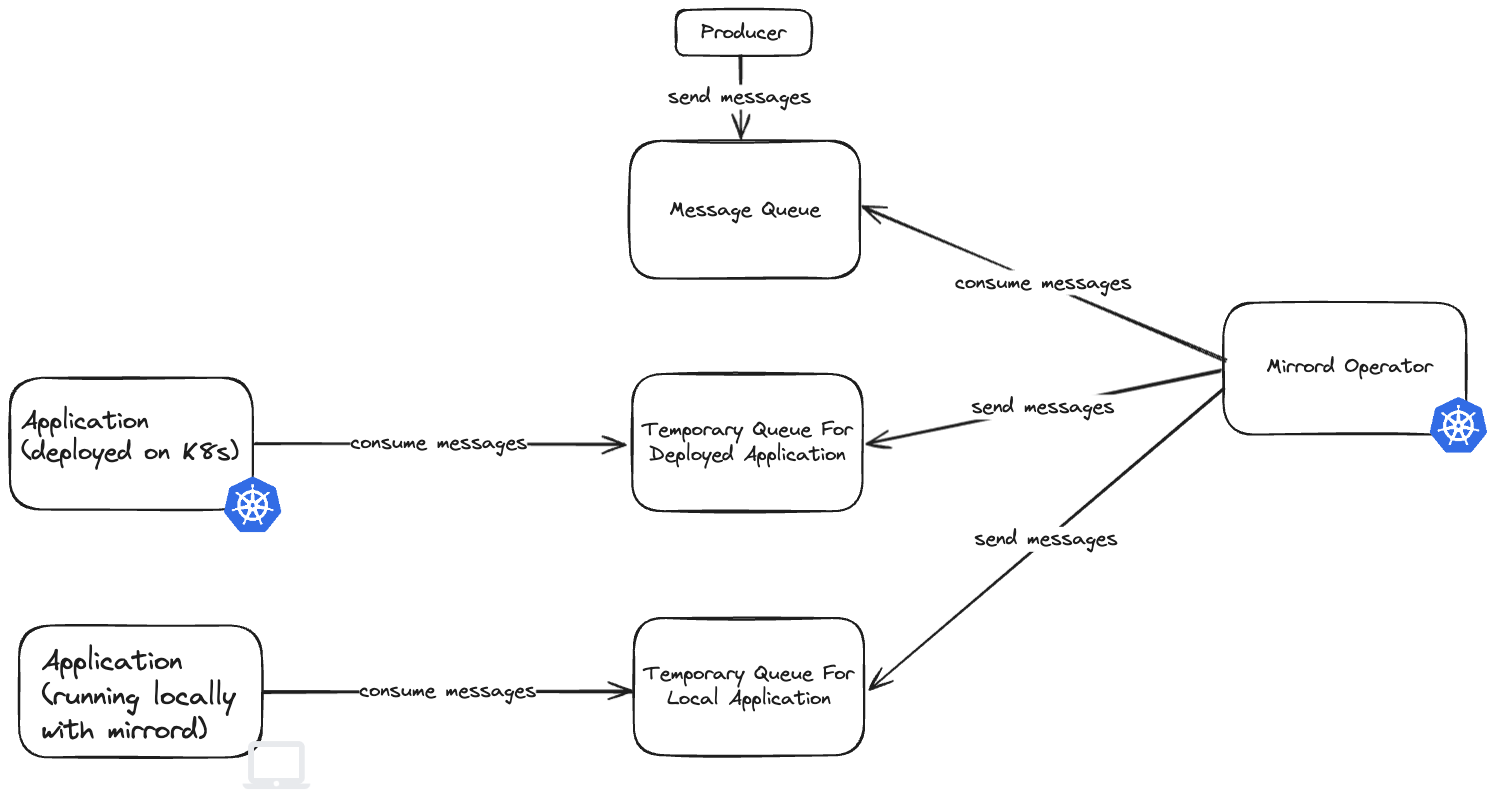 Producer
send messages
Message Queue
consume messages
Mirrord Operator
send messages
Application
(deployed on K8s)
consume messages
Temporary Queue For
Deployed Application
send messages
Application
(running locally
with mirrord)
consume messages
Temporary Queue For
Local Application